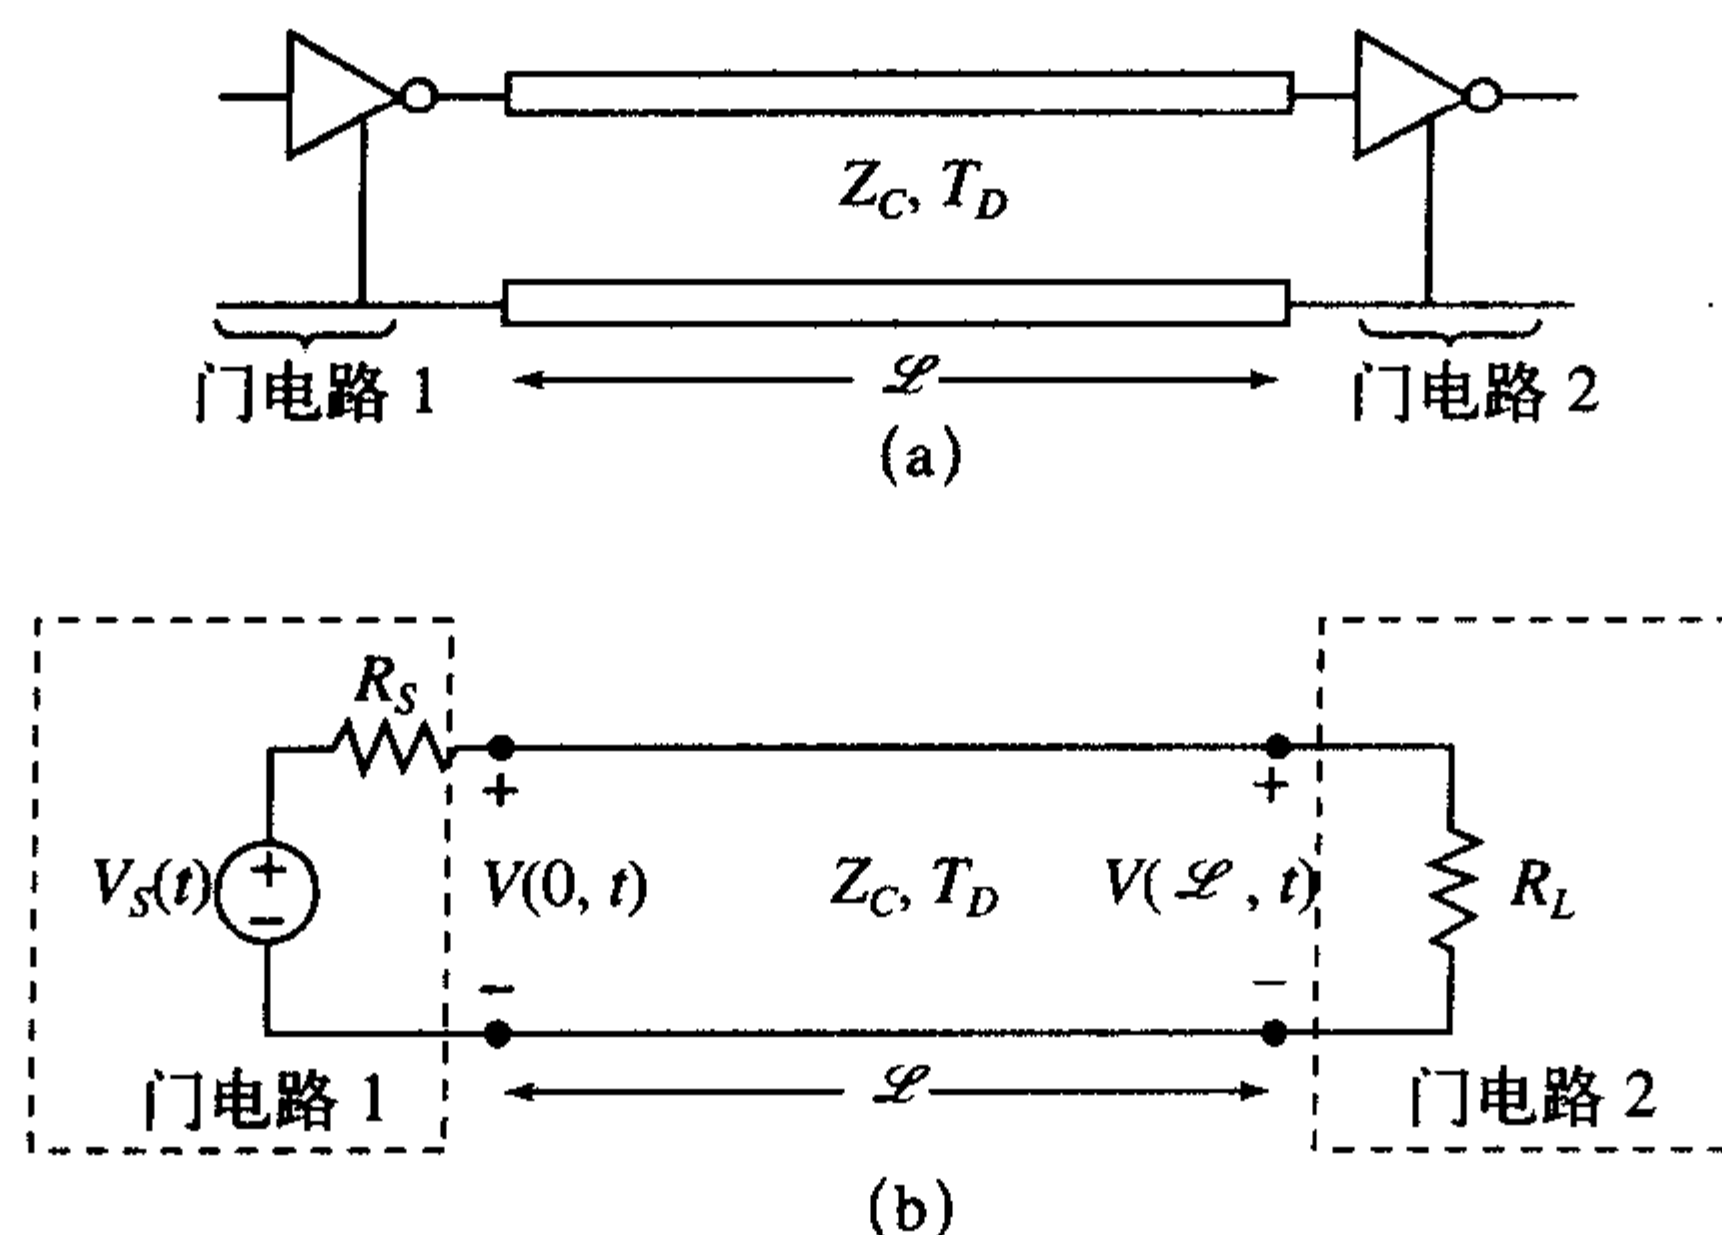 Z_C, T_D
门电路 1
ℒ
门电路 2
(a)
R_S
+
+
+
V_S(t)
V(0, t)
Z_C, T_D
V(ℒ, t)
R_L
−
−
−
门电路 1
ℒ
门电路 2
(b)